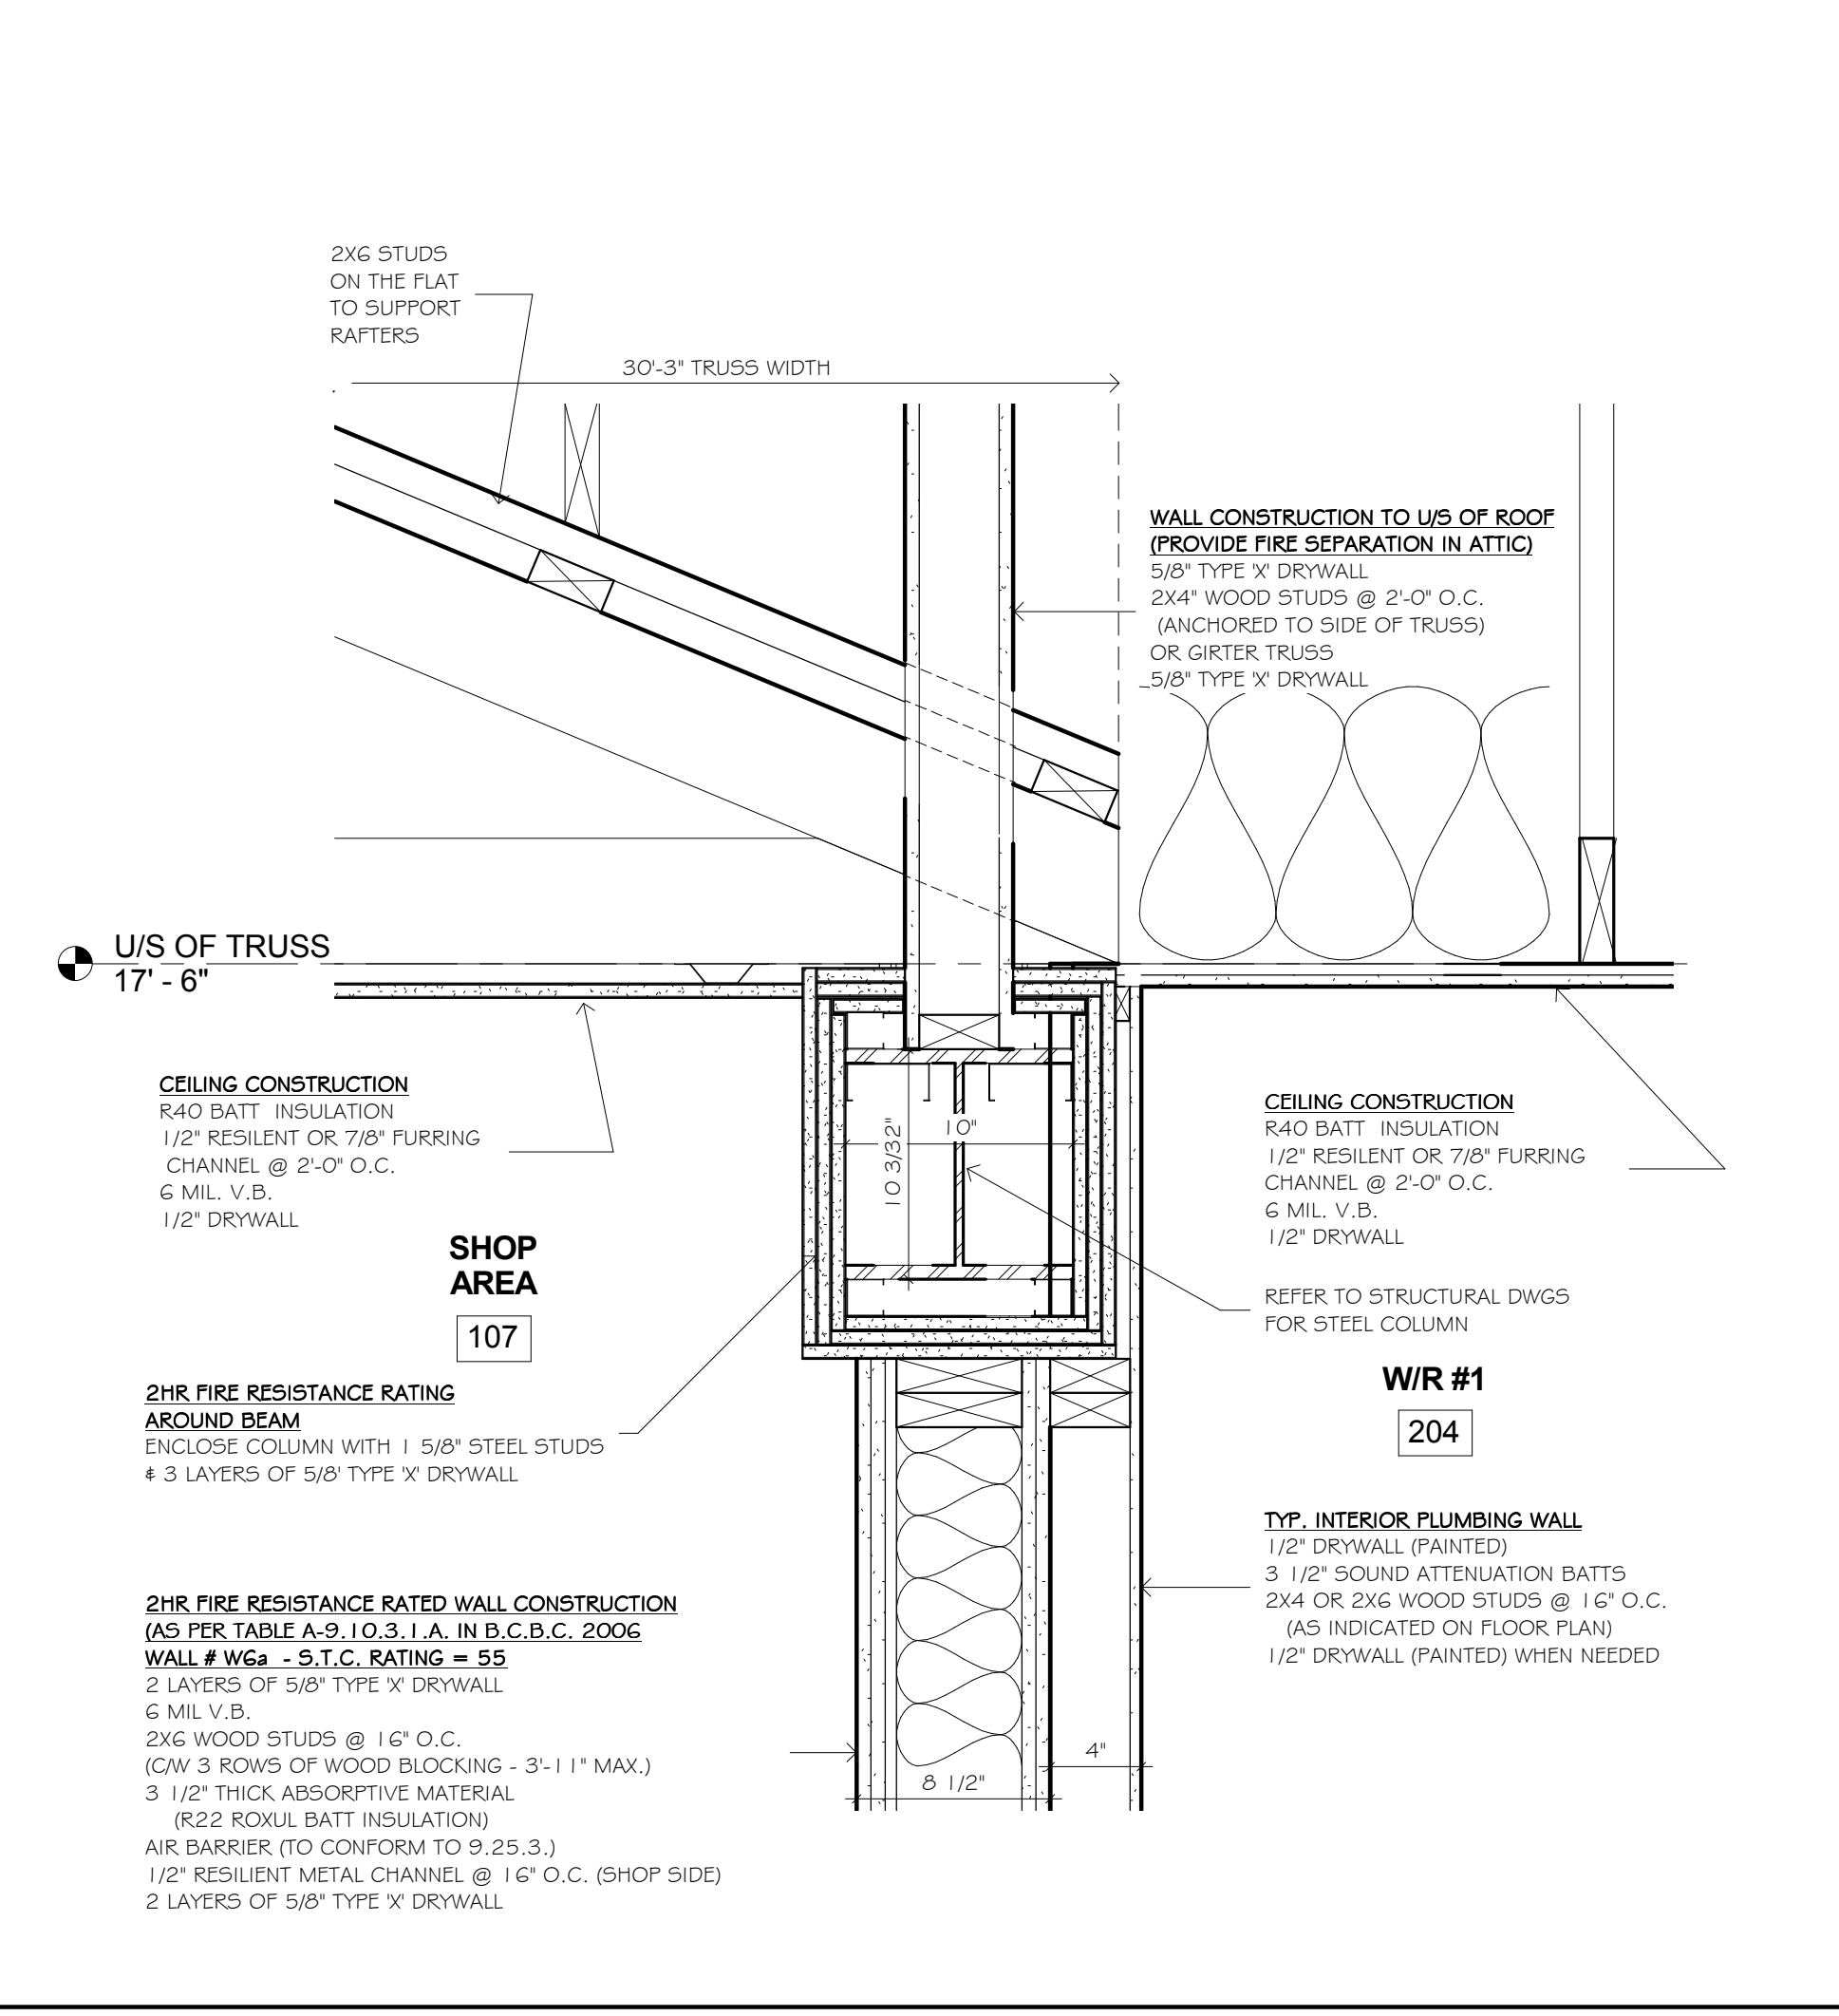 2X6 STUDS
ON THE FLAT
TO SUPPORT
RAFTERS
30'-3" TRUSS WIDTH
WALL CONSTRUCTION TO U/S OF ROOF
(PROVIDE FIRE SEPARATION IN ATTIC)
5/8" TYPE 'X' DRYWALL
2X4" WOOD STUDS @ 2'-0" O.C.
(ANCHORED TO SIDE OF TRUSS)
OR GIRTER TRUSS
5/8" TYPE 'X' DRYWALL
U/S OF TRUSS
17' - 6"
CEILING CONSTRUCTION
R40 BATT INSULATION
1/2" RESILENT OR 7/8" FURRING
CHANNEL @ 2'-0" O.C.
6 MIL. V.B.
1/2" DRYWALL
SHOP
AREA
107
10"
10 3/32"
CEILING CONSTRUCTION
R40 BATT INSULATION
1/2" RESILENT OR 7/8" FURRING
CHANNEL @ 2'-0" O.C.
6 MIL. V.B.
1/2" DRYWALL
REFER TO STRUCTURAL DWGS
FOR STEEL COLUMN
W/R #1
204
2HR FIRE RESISTANCE RATING
AROUND BEAM
ENCLOSE COLUMN WITH 1 5/8" STEEL STUDS
& 3 LAYERS OF 5/8' TYPE 'X' DRYWALL
TYP. INTERIOR PLUMBING WALL
1/2" DRYWALL (PAINTED)
3 1/2" SOUND ATTENUATION BATTS
2X4 OR 2X6 WOOD STUDS @ 16" O.C.
(AS INDICATED ON FLOOR PLAN)
1/2" DRYWALL (PAINTED) WHEN NEEDED
2HR FIRE RESISTANCE RATED WALL CONSTRUCTION
(AS PER TABLE A-9.10.3.1.A. IN B.C.B.C. 2006
WALL # W6a - S.T.C. RATING = 55
2 LAYERS OF 5/8" TYPE 'X' DRYWALL
6 MIL V.B.
2X6 WOOD STUDS @ 16" O.C.
(C/W 3 ROWS OF WOOD BLOCKING - 3'-11" MAX.)
3 1/2" THICK ABSORPTIVE MATERIAL
(R22 ROXUL BATT INSULATION)
AIR BARRIER (TO CONFORM TO 9.25.3.)
1/2" RESILIENT METAL CHANNEL @ 16" O.C. (SHOP SIDE)
2 LAYERS OF 5/8" TYPE 'X' DRYWALL
4"
8 1/2"